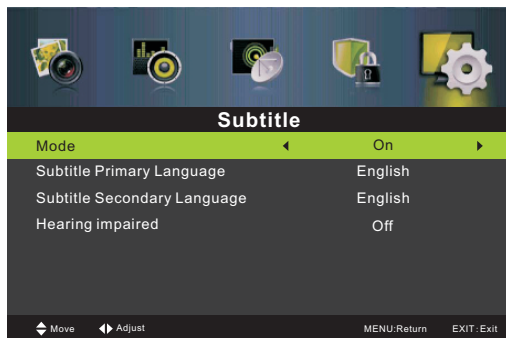 Subtitle
Mode On
Subtitle Primary Language English
Subtitle Secondary Language English
Hearing impaired Off
Move Adjust MENU:Return EXIT:Exit